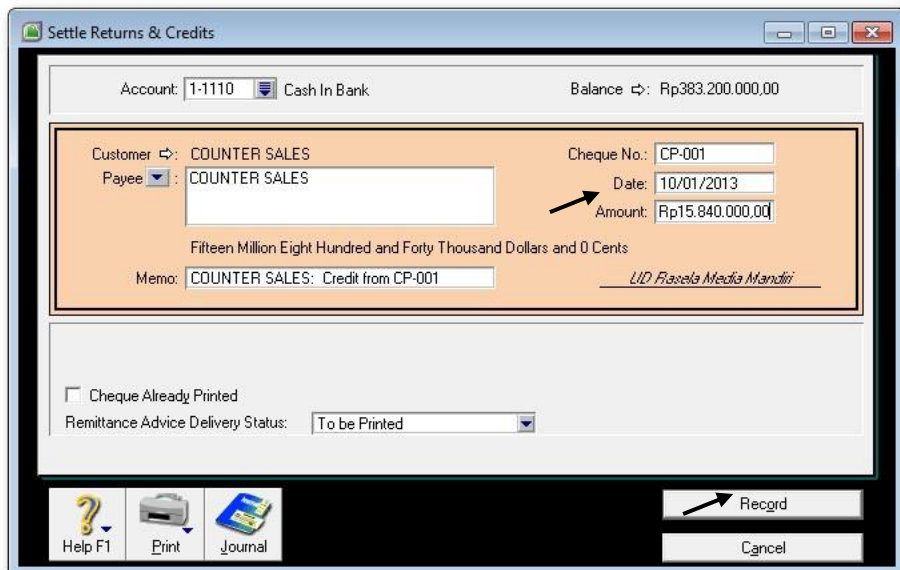 Settle Returns & Credits
Account: 1-1110 Cash In Bank
Balance ⇨: Rp383.200.000,00
Customer ⇨: COUNTER SALES
Cheque No.: CP-001
Payee : COUNTER SALES
Date: 10/01/2013
Amount: Rp15.840.000,00
Fifteen Million Eight Hundred and Forty Thousand Dollars and 0 Cents
Memo: COUNTER SALES: Credit from CP-001
UD Rasela Media Mandiri
Cheque Already Printed
Remittance Advice Delivery Status: To be Printed
Help F1
Print
Journal
Record
Cancel